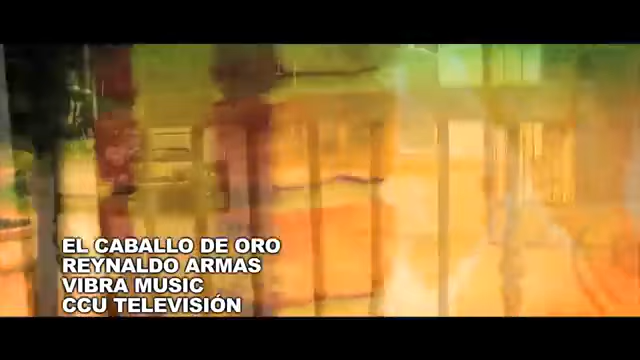 EL CABALLO DE ORO
REYNALDO ARMAS
VIBRA MUSIC
CCU TELEVISIÓN